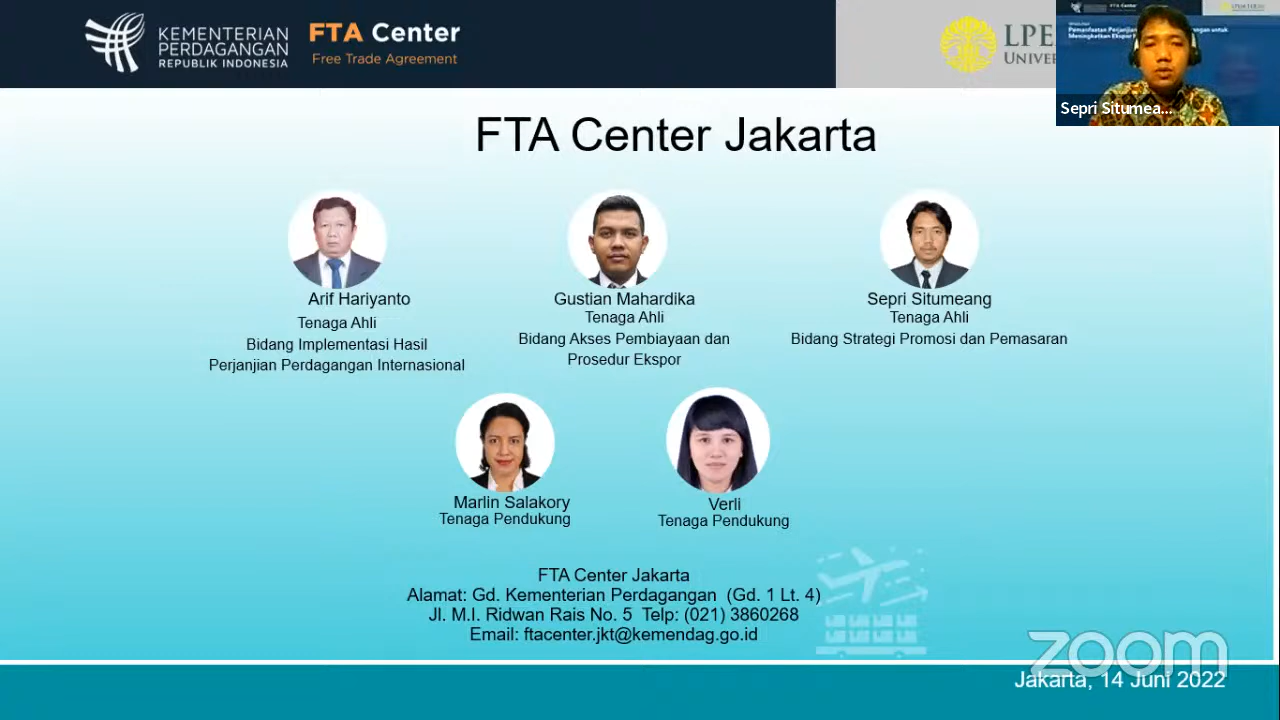 KEMENTERIAN
PERDAGANGAN
REPUBLIK INDONESIA
FTA Center
Free Trade Agreement
LPE
UNIVER
Sepri Situmea...
FTA Center Jakarta
Arif Hariyanto
Tenaga Ahli
Bidang Implementasi Hasil
Perjanjian Perdagangan Internasional
Gustian Mahardika
Tenaga Ahli
Bidang Akses Pembiayaan dan
Prosedur Ekspor
Sepri Situmeang
Tenaga Ahli
Bidang Strategi Promosi dan Pemasaran
Marlin Salakory
Tenaga Pendukung
Verli
Tenaga Pendukung
FTA Center Jakarta
Alamat: Gd. Kementerian Perdagangan (Gd. 1 Lt. 4)
Jl. M.I. Ridwan Rais No. 5 Telp: (021) 3860268
Email: ftacenter.jkt@kemendag.go.id
zoom
Jakarta, 14 Juni 2022